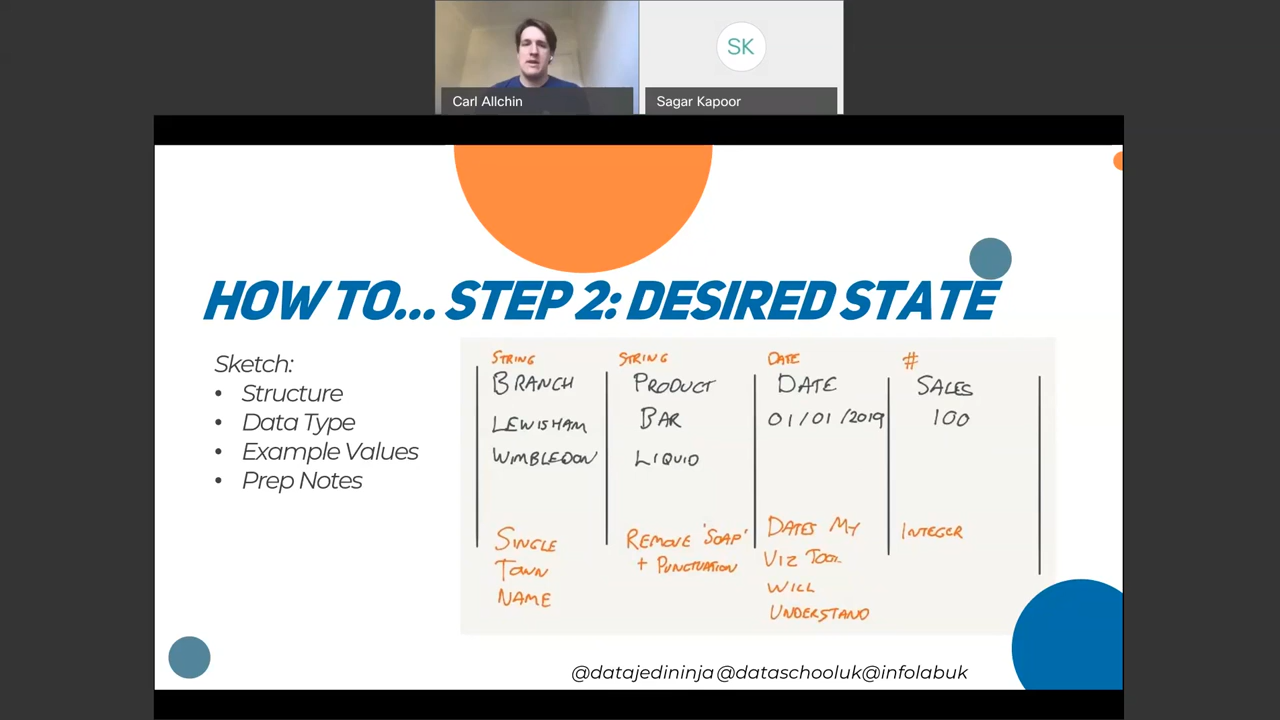 SK
Carl Allchin
Sagar Kapoor
HOW TO... STEP 2: DESIRED STATE
Sketch:
• Structure
• Data Type
• Example Values
• Prep Notes
STRING STRING DATE #
BRANCH PRODUCT DATE SALES
LEWISHAM BAR 01/01/2019 100
WIMBLEDON LIQUID
SINGLE
TOWN
NAME
REMOVE 'SOAP'
+ PUNCTUATION
DATES MY
VIZ TOOL
WILL
UNDERSTAND
INTEGER
@datajedininja @dataschooluk@infolabuk